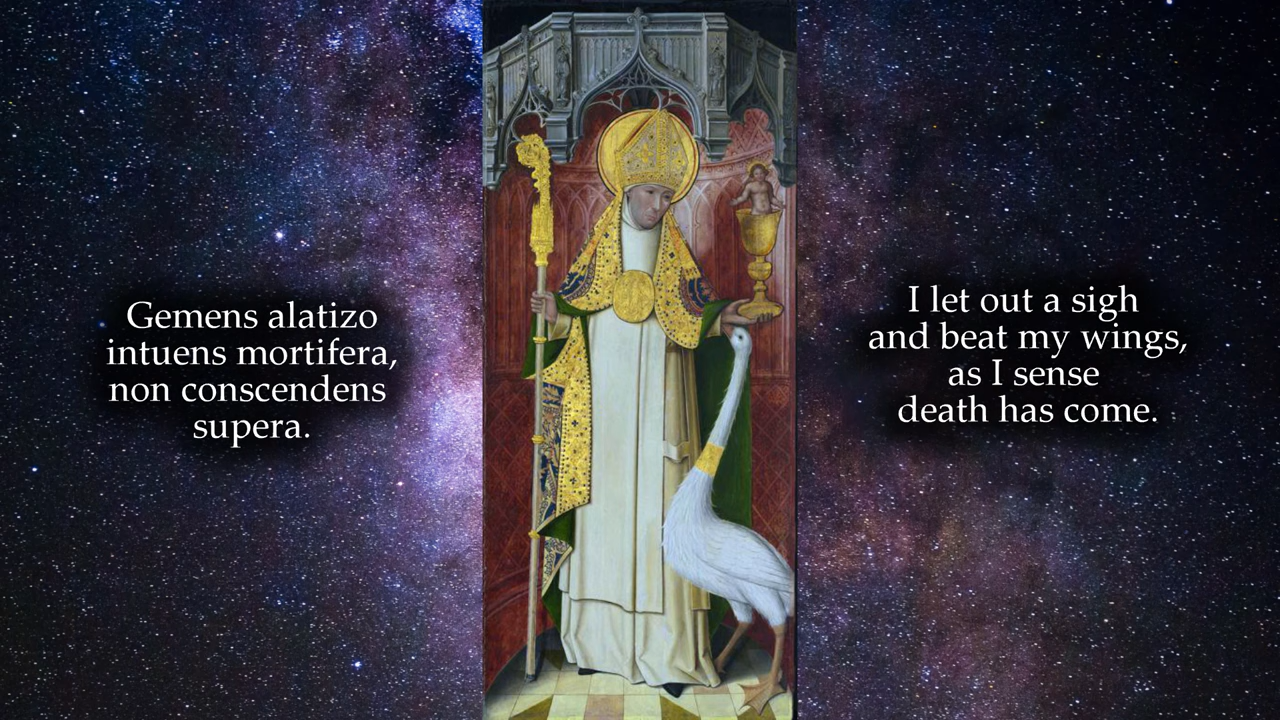 Gemens alatizo
intuens mortifera,
non conscendens
supera.
I let out a sigh
and beat my wings,
as I sense
death has come.